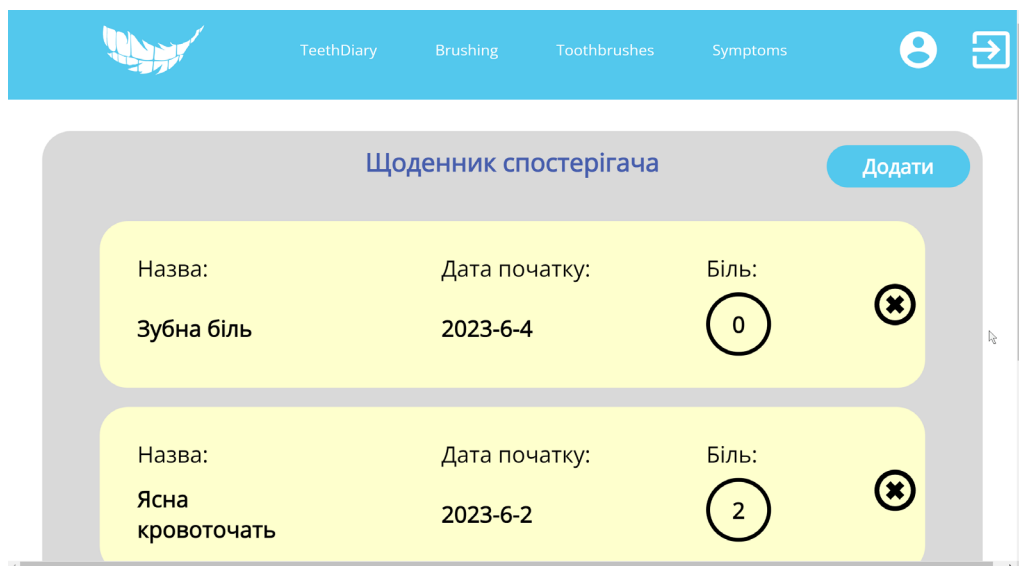 TeethDiary Brushing Toothbrushes Symptoms
Щоденник спостерігача
Додати
Назва: Дата початку: Біль:
Зубна біль 2023-6-4 0
Назва: Дата початку: Біль:
Ясна
кровоточать 2023-6-2 2